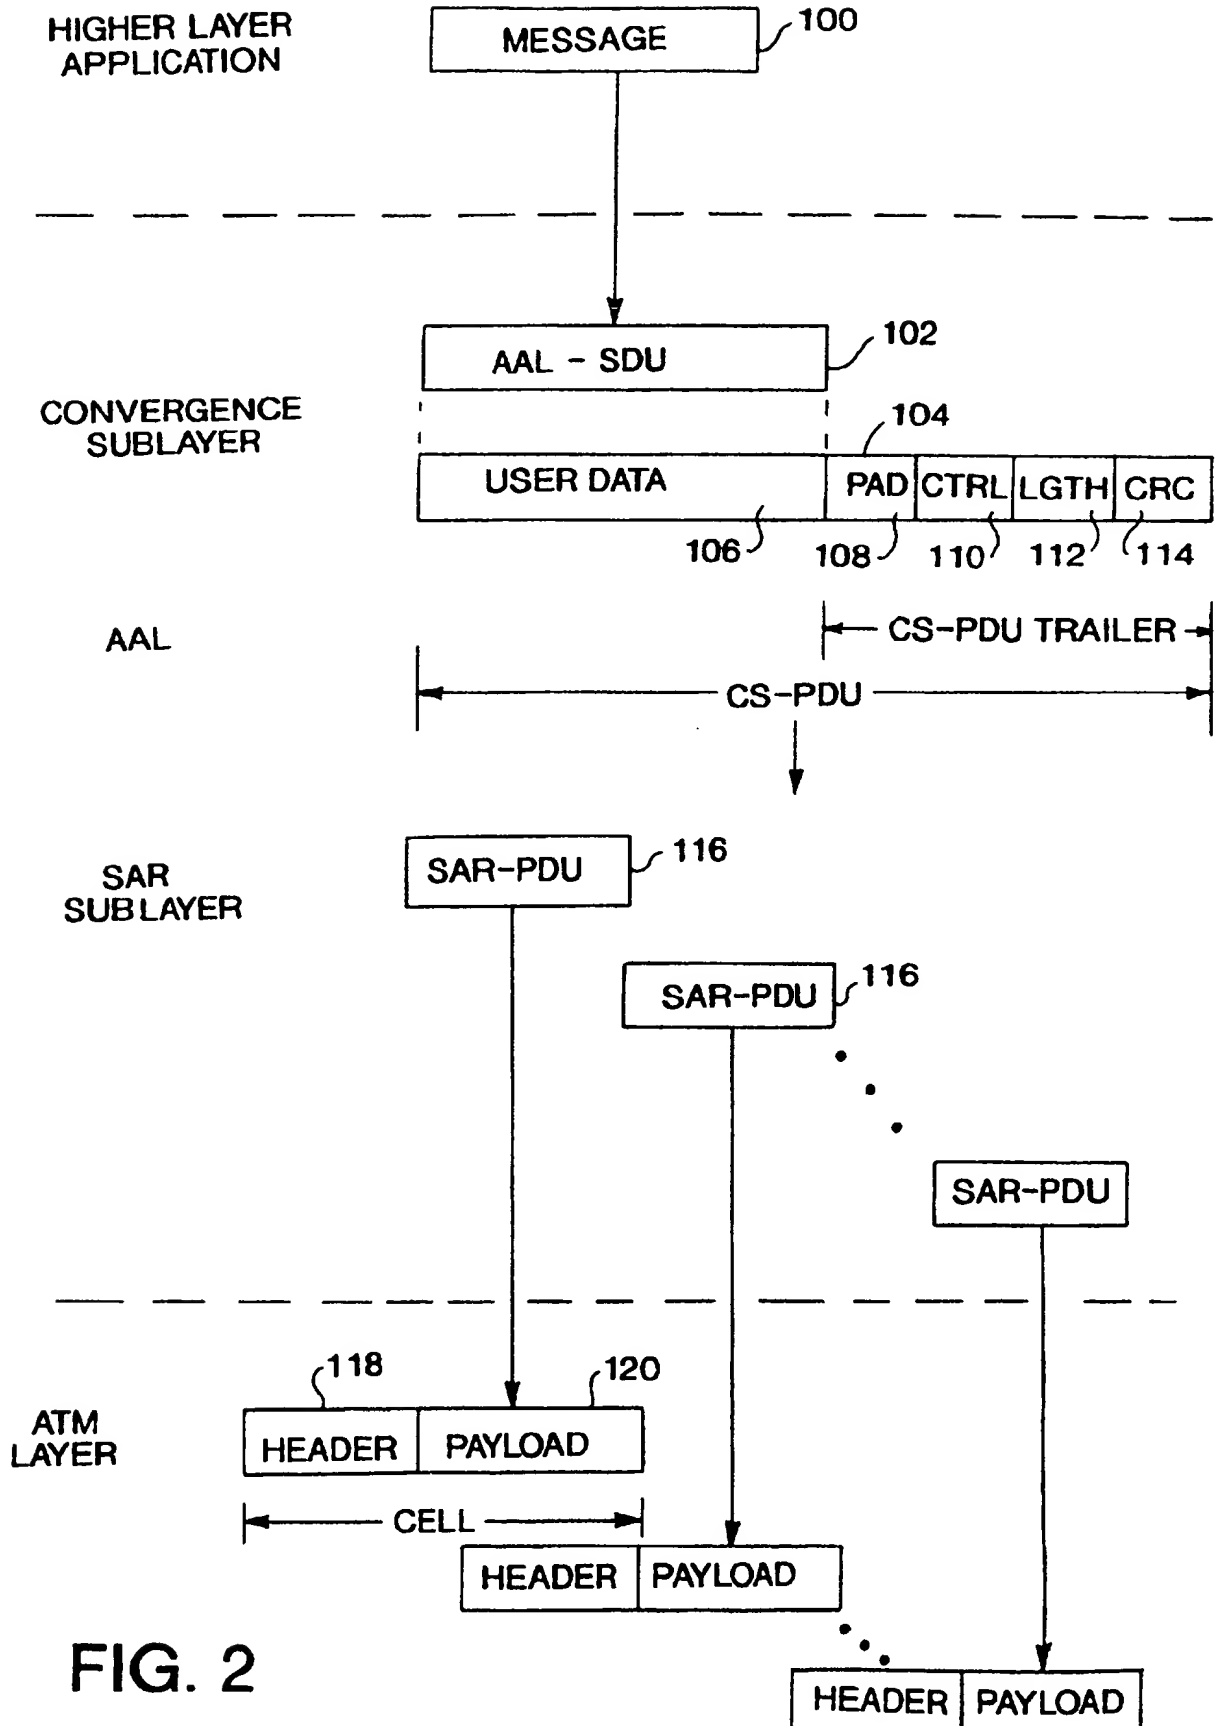 HIGHER LAYER
APPLICATION
MESSAGE
100
AAL - SDU
102
CONVERGENCE
SUBLAYER
104
USER DATA
PAD
CTRL
LGTH
CRC
106
108
110
112
114
AAL
CS-PDU TRAILER
CS-PDU
SAR
SUBLAYER
SAR-PDU
116
SAR-PDU
116
SAR-PDU
118
120
ATM
LAYER
HEADER
PAYLOAD
CELL
HEADER
PAYLOAD
HEADER
PAYLOAD
FIG. 2